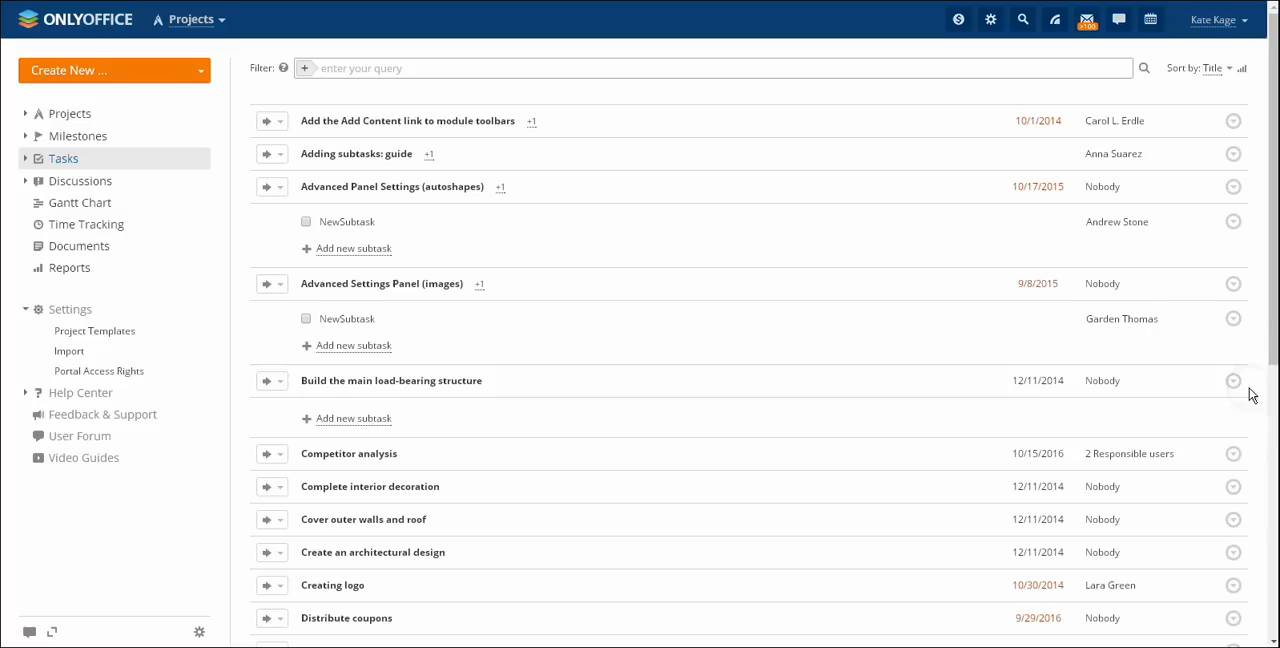 ONLYOFFICE Projects >100 Kate Kage
Create New ... Filter: ? + enter your query Sort by: Title
Projects
Milestones
Tasks
Discussions
Gantt Chart
Time Tracking
Documents
Reports
Settings
Project Templates
Import
Portal Access Rights
? Help Center
Feedback & Support
User Forum
Video Guides
Add the Add Content link to module toolbars +1 10/1/2014 Carol L. Erdle
Adding subtasks: guide +1 Anna Suarez
Advanced Panel Settings (autoshapes) +1 10/17/2015 Nobody
NewSubtask Andrew Stone
+ Add new subtask
Advanced Settings Panel (images) +1 9/8/2015 Nobody
NewSubtask Garden Thomas
+ Add new subtask
Build the main load-bearing structure 12/11/2014 Nobody
+ Add new subtask
Competitor analysis 10/15/2016 2 Responsible users
Complete interior decoration 12/11/2014 Nobody
Cover outer walls and roof 12/11/2014 Nobody
Create an architectural design 12/11/2014 Nobody
Creating logo 10/30/2014 Lara Green
Distribute coupons 9/29/2016 Nobody